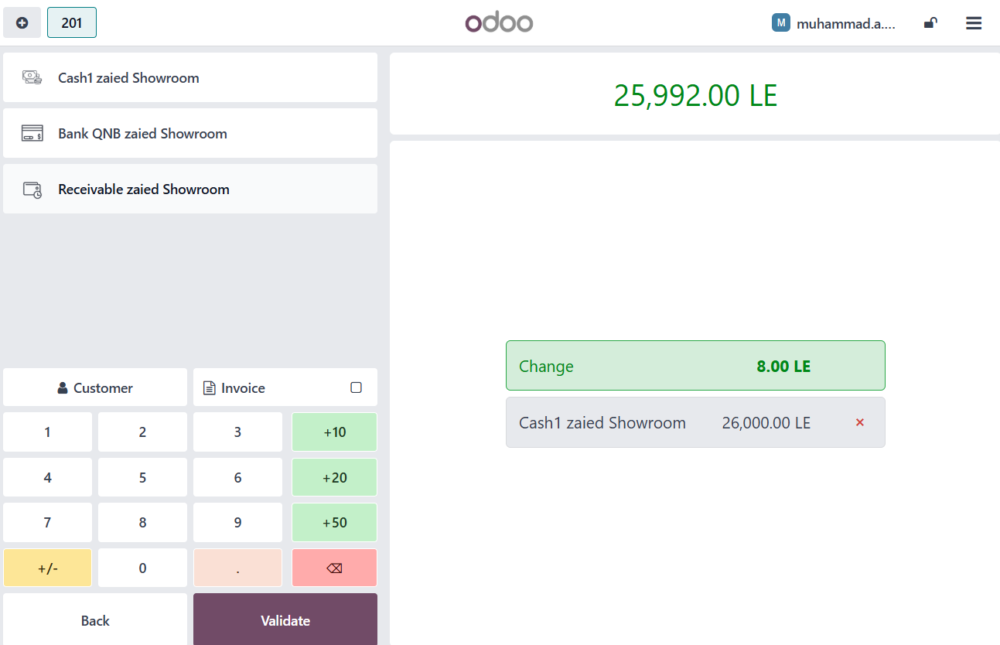 201
odoo
M
muhammad.a....
Cash1 zaied Showroom
Bank QNB zaied Showroom
Receivable zaied Showroom
25,992.00 LE
Change 8.00 LE
Cash1 zaied Showroom 26,000.00 LE ×
Customer Invoice
1 2 3 +10
4 5 6 +20
7 8 9 +50
+/- 0 . ⌫
Back Validate